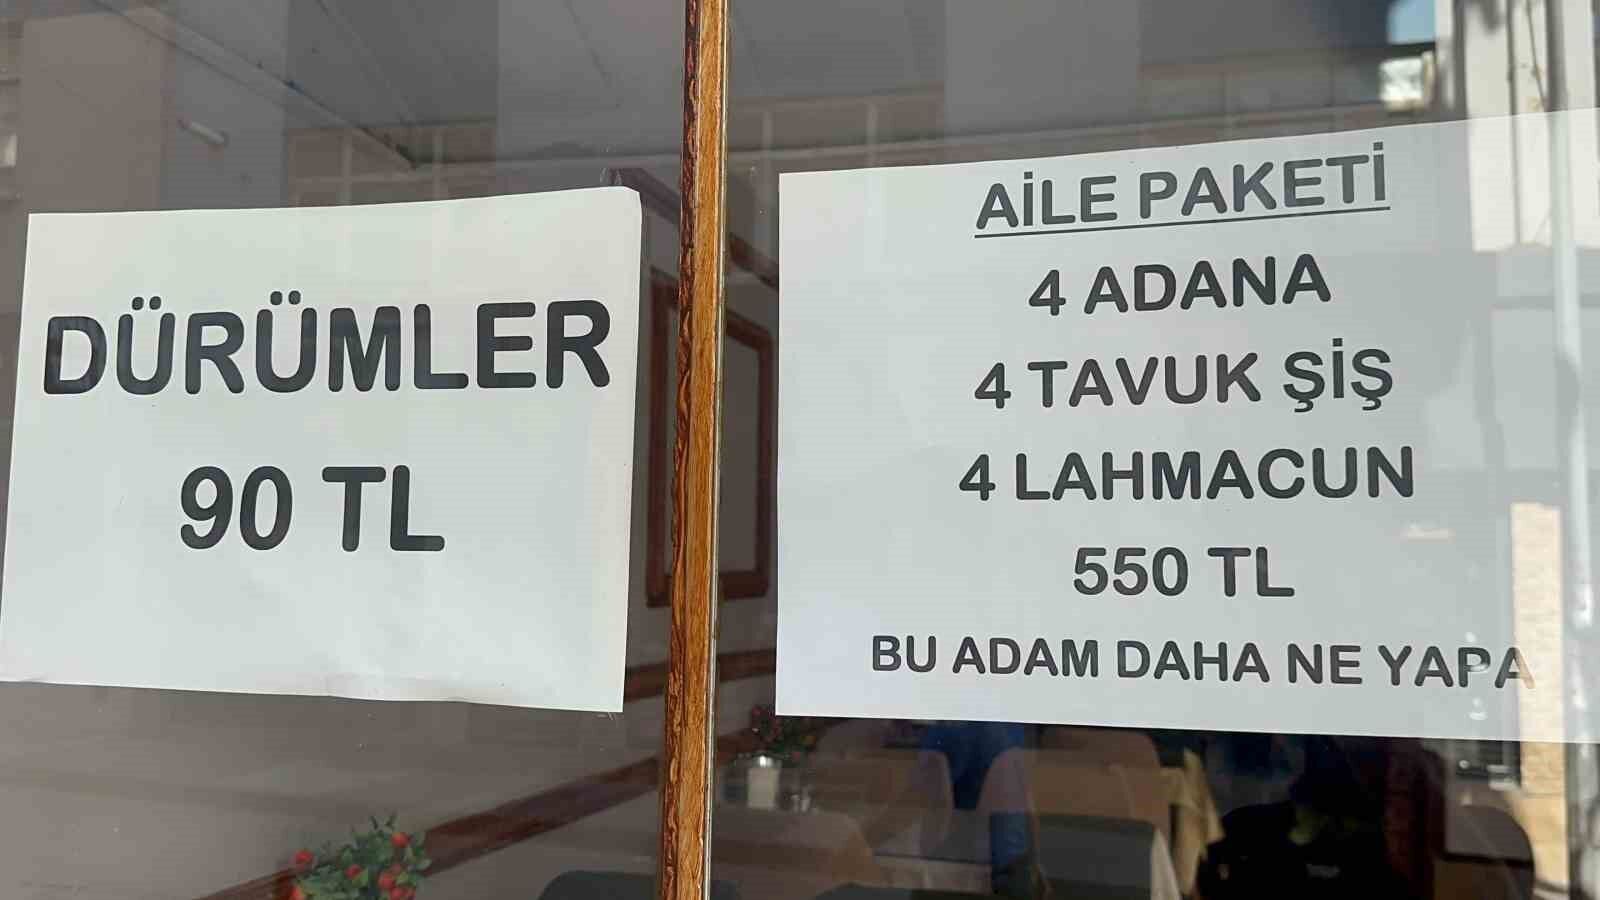 DÜRÜMLER
90 TL
AİLE PAKETİ
4 ADANA
4 TAVUK ŞİŞ
4 LAHMACUN
550 TL
BU ADAM DAHA NE YAPA